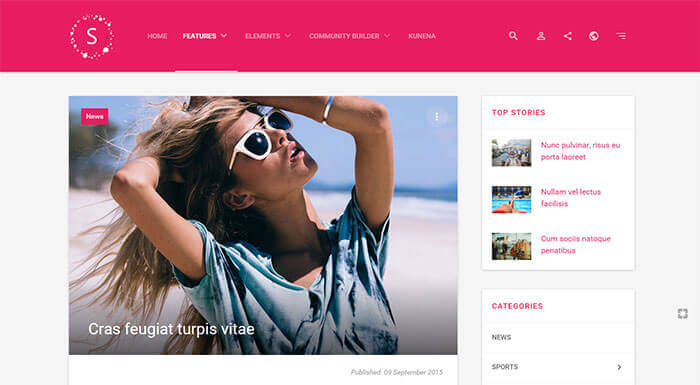 S
HOME FEATURES ELEMENTS COMMUNITY BUILDER KUNENA
News
Cras feugiat turpis vitae
Published: 09 September 2015
TOP STORIES
Nunc pulvinar, risus eu
porta laoreet
Nullam vel lectus
facilisis
Cum sociis natoque
penatibus
CATEGORIES
NEWS
SPORTS